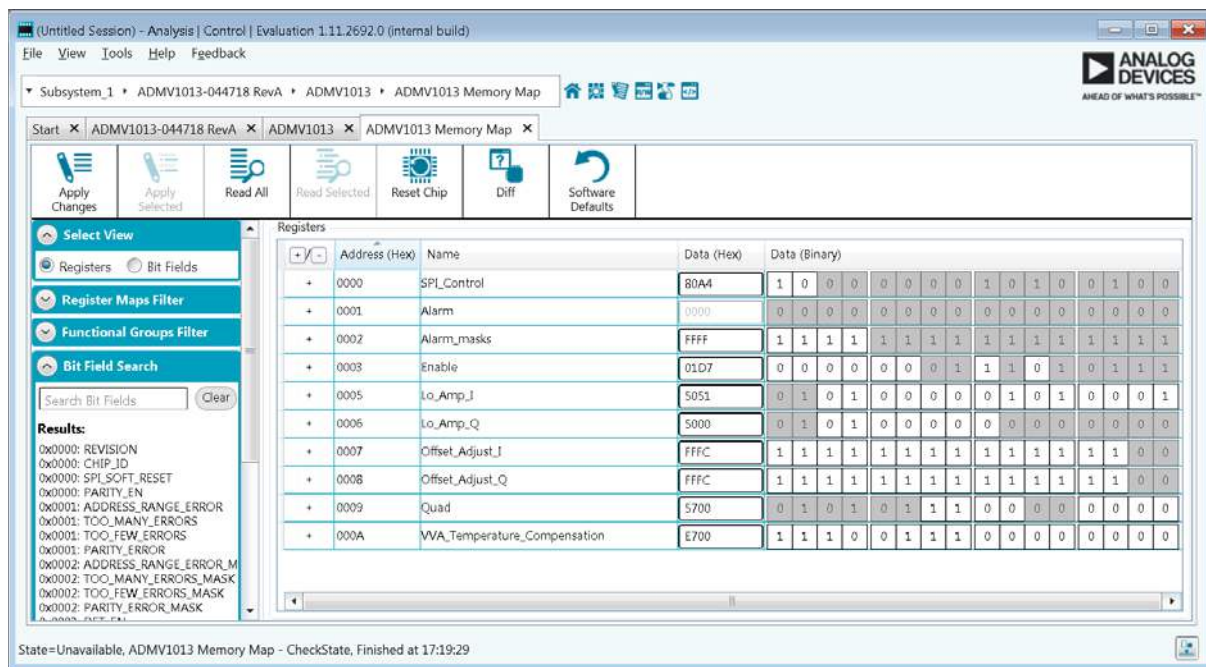 (Untitled Session) - Analysis | Control | Evaluation 1.11.2692.0 (internal build)
File View Tools Help Feedback
ANALOG DEVICES
AHEAD OF WHAT'S POSSIBLE™
Subsystem_1 ADMV1013-044718 RevA ADMV1013 ADMV1013 Memory Map
Start ADMV1013-044718 RevA ADMV1013 ADMV1013 Memory Map
Apply Changes Apply Selected Read All Read Selected Reset Chip Diff Software Defaults
Select View
Registers Bit Fields
Register Maps Filter
Functional Groups Filter
Bit Field Search
Search Bit Fields Clear
Results:
0x0000: REVISION
0x0000: CHIP_ID
0x0000: SPI_SOFT_RESET
0x0000: PARITY_EN
0x0001: ADDRESS_RANGE_ERROR
0x0001: TOO_MANY_ERRORS
0x0001: TOO_FEW_ERRORS
0x0001: PARITY_ERROR
0x0002: ADDRESS_RANGE_ERROR_M
0x0002: TOO_MANY_ERRORS_MASK
0x0002: TOO_FEW_ERRORS_MASK
0x0002: PARITY_ERROR_MASK
Registers
+/- Address (Hex) Name Data (Hex) Data (Binary)
+ 0000 SPI_Control 80A4 1 0 0 0 0 0 0 0 1 0 1 0 0 1 0 0
+ 0001 Alarm 0000 0 0 0 0 0 0 0 0 0 0 0 0 0 0 0 0
+ 0002 Alarm_masks FFFF 1 1 1 1 1 1 1 1 1 1 1 1 1 1 1 1
+ 0003 Enable 01D7 0 0 0 0 0 0 0 1 1 1 0 1 0 1 1 1
+ 0005 Lo_Amp_I 5051 0 1 0 1 0 0 0 0 0 1 0 1 0 0 0 1
+ 0006 Lo_Amp_Q 5000 0 1 0 1 0 0 0 0 0 0 0 0 0 0 0 0
+ 0007 Offset_Adjust_I FFFC 1 1 1 1 1 1 1 1 1 1 1 1 1 1 0 0
+ 0008 Offset_Adjust_Q FFFC 1 1 1 1 1 1 1 1 1 1 1 1 1 1 0 0
+ 0009 Quad 5700 0 1 0 1 0 1 1 1 0 0 0 0 0 0 0 0
+ 000A VVA_Temperature_Compensation E700 1 1 1 0 0 1 1 1 0 0 0 0 0 0 0 0
State=Unavailable, ADMV1013 Memory Map - CheckState, Finished at 17:19:29